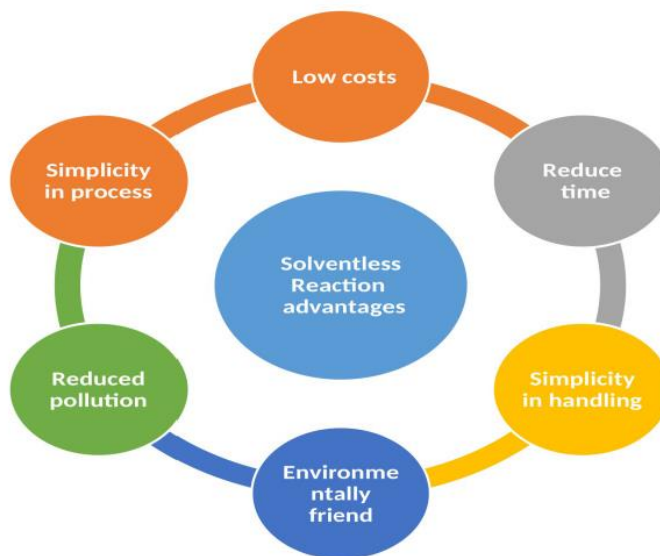 Low costs
Simplicity
in process
Reduce
time
Solventless
Reaction
advantages
Reduced
pollution
Simplicity
in handling
Environme
ntally
friend